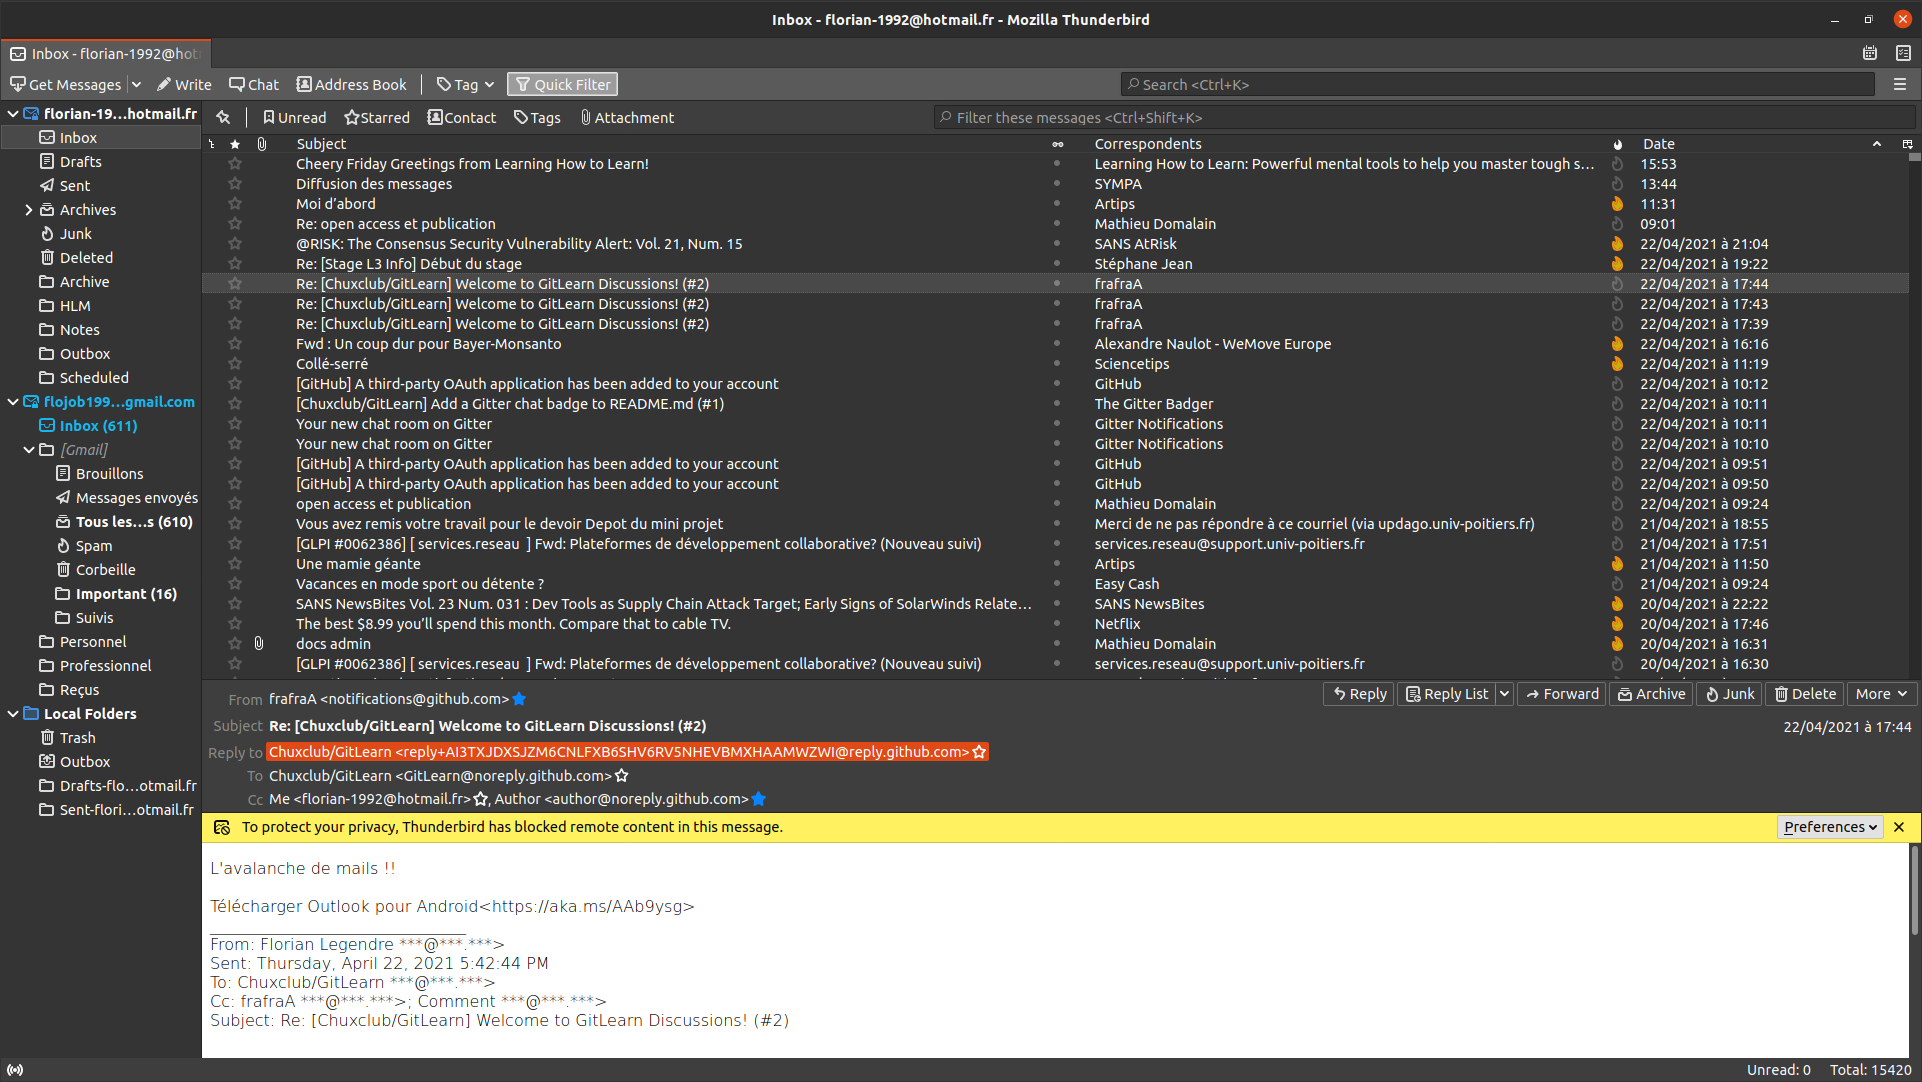 Inbox - florian-1992@hotmail.fr - Mozilla Thunderbird
Inbox - florian-1992@hot
Get Messages Write Chat Address Book Tag Quick Filter Search <Ctrl+K>
florian-19...hotmail.fr
Inbox
Drafts
Sent
Archives
Junk
Deleted
Archive
HLM
Notes
Outbox
Scheduled
flojob199...gmail.com
Inbox (611)
[Gmail]
Brouillons
Messages envoyés
Tous les...s (610)
Spam
Corbeille
Important (16)
Suivis
Personnel
Professionnel
Reçus
Local Folders
Trash
Outbox
Drafts-flo...otmail.fr
Sent-flori...otmail.fr
Unread Starred Contact Tags Attachment Filter these messages <Ctrl+Shift+K>
Subject Correspondents Date
Cheery Friday Greetings from Learning How to Learn! Learning How to Learn: Powerful mental tools to help you master tough s... 15:53
Diffusion des messages SYMPA 13:44
Moi d’abord Artips 11:31
Re: open access et publication Mathieu Domalain 09:01
@RISK: The Consensus Security Vulnerability Alert: Vol. 21, Num. 15 SANS AtRisk 22/04/2021 à 21:04
Re: [Stage L3 Info] Début du stage Stéphane Jean 22/04/2021 à 19:22
Re: [Chuxclub/GitLearn] Welcome to GitLearn Discussions! (#2) frafraA 22/04/2021 à 17:44
Re: [Chuxclub/GitLearn] Welcome to GitLearn Discussions! (#2) frafraA 22/04/2021 à 17:43
Re: [Chuxclub/GitLearn] Welcome to GitLearn Discussions! (#2) frafraA 22/04/2021 à 17:39
Fwd : Un coup dur pour Bayer-Monsanto Alexandre Naulot - WeMove Europe 22/04/2021 à 16:16
Collé-serré Sciencetips 22/04/2021 à 11:19
[GitHub] A third-party OAuth application has been added to your account GitHub 22/04/2021 à 10:12
[Chuxclub/GitLearn] Add a Gitter chat badge to README.md (#1) The Gitter Badger 22/04/2021 à 10:11
Your new chat room on Gitter Gitter Notifications 22/04/2021 à 10:11
Your new chat room on Gitter Gitter Notifications 22/04/2021 à 10:10
[GitHub] A third-party OAuth application has been added to your account GitHub 22/04/2021 à 09:51
[GitHub] A third-party OAuth application has been added to your account GitHub 22/04/2021 à 09:50
open access et publication Mathieu Domalain 22/04/2021 à 09:24
Vous avez remis votre travail pour le devoir Depot du mini projet Merci de ne pas répondre à ce courriel (via updago.univ-poitiers.fr) 21/04/2021 à 18:55
[GLPI #0062386] [ services.reseau ] Fwd: Plateformes de développement collaborative? (Nouveau suivi) services.reseau@support.univ-poitiers.fr 21/04/2021 à 17:51
Une mamie géante Artips 21/04/2021 à 11:50
Vacances en mode sport ou détente ? Easy Cash 21/04/2021 à 09:24
SANS NewsBites Vol. 23 Num. 031 : Dev Tools as Supply Chain Attack Target; Early Signs of SolarWinds Relate... SANS NewsBites 20/04/2021 à 22:22
The best $8.99 you’ll spend this month. Compare that to cable TV. Netflix 20/04/2021 à 17:46
docs admin Mathieu Domalain 20/04/2021 à 16:31
[GLPI #0062386] [ services.reseau ] Fwd: Plateformes de développement collaborative? (Nouveau suivi) services.reseau@support.univ-poitiers.fr 20/04/2021 à 16:30
From frafraA <notifications@github.com> Reply Reply List Forward Archive Junk Delete More
Subject Re: [Chuxclub/GitLearn] Welcome to GitLearn Discussions! (#2) 22/04/2021 à 17:44
Reply to Chuxclub/GitLearn <reply+AI3TXJDXSJZM6CNLFXB6SHV6RV5NHEVBMXHAAMWZWI@reply.github.com>
To Chuxclub/GitLearn <GitLearn@noreply.github.com>
Cc Me <florian-1992@hotmail.fr>, Author <author@noreply.github.com>
To protect your privacy, Thunderbird has blocked remote content in this message. Preferences
L'avalanche de mails !!
Télécharger Outlook pour Android<https://aka.ms/AAb9ysg>
________________________________
From: Florian Legendre ***@***.***>
Sent: Thursday, April 22, 2021 5:42:44 PM
To: Chuxclub/GitLearn ***@***.***>
Cc: frafraA ***@***.***>; Comment ***@***.***>
Subject: Re: [Chuxclub/GitLearn] Welcome to GitLearn Discussions! (#2)
Unread: 0 Total: 15420